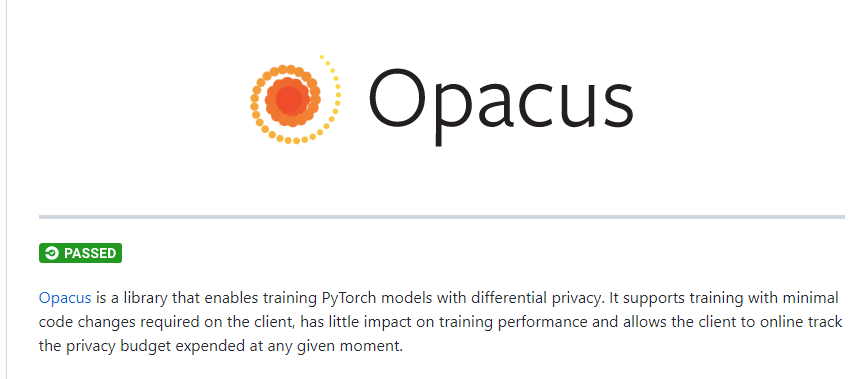 Opacus
PASSED
Opacus is a library that enables training PyTorch models with differential privacy. It supports training with minimal
code changes required on the client, has little impact on training performance and allows the client to online track
the privacy budget expended at any given moment.